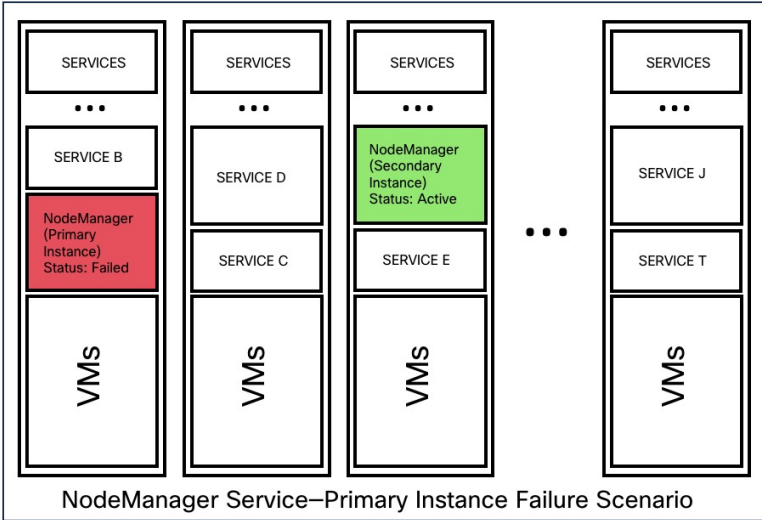 SERVICES
...
SERVICE B
NodeManager
(Primary
Instance)
Status: Failed
VMs
SERVICES
...
SERVICE D
SERVICE C
VMs
SERVICES
...
NodeManager
(Secondary
Instance)
Status: Active
SERVICE E
VMs
...
SERVICES
...
SERVICE J
SERVICE T
VMs
NodeManager Service—Primary Instance Failure Scenario